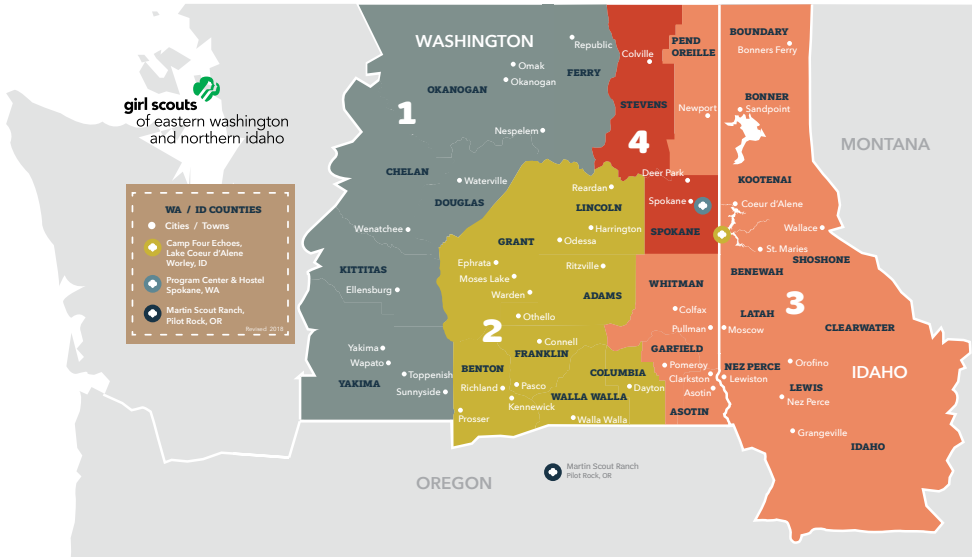 WASHINGTON
Republic
Omak
Okanogan
OKANOGAN
FERRY
1
Nespelem
CHELAN
Waterville
DOUGLAS
Wenatchee
KITTITAS
Ellensburg
Yakima
Wapato
Toppenish
YAKIMA
Sunnyside
girl scouts
of eastern washington
and northern idaho
WA / ID COUNTIES
Cities / Towns
Camp Four Echoes,
Lake Coeur d'Alene
Worley, ID
Program Center & Hostel
Spokane, WA
Martin Scout Ranch,
Pilot Rock, OR
Revised 2018
Colville
STEVENS
4
Deer Park
Spokane
SPOKANE
Reardan
LINCOLN
Harrington
Odessa
GRANT
Ephrata
Moses Lake
Ritzville
Warden
ADAMS
Othello
2
Connell
FRANKLIN
BENTON
Richland
Pasco
Kennewick
Prosser
COLUMBIA
Dayton
WALLA WALLA
Walla Walla
PEND
OREILLE
Newport
BOUNDARY
Bonners Ferry
BONNER
Sandpoint
KOOTENAI
Coeur d'Alene
Wallace
St. Maries
SHOSHONE
BENEWAH
WHITMAN
Colfax
Pullman
LATAH
Moscow
3
CLEARWATER
GARFIELD
Pomeroy
Clarkston
Asotin
ASOTIN
NEZ PERCE
Lewiston
Orofino
LEWIS
Nez Perce
Grangeville
IDAHO
IDAHO
MONTANA
OREGON
Martin Scout Ranch
Pilot Rock, OR